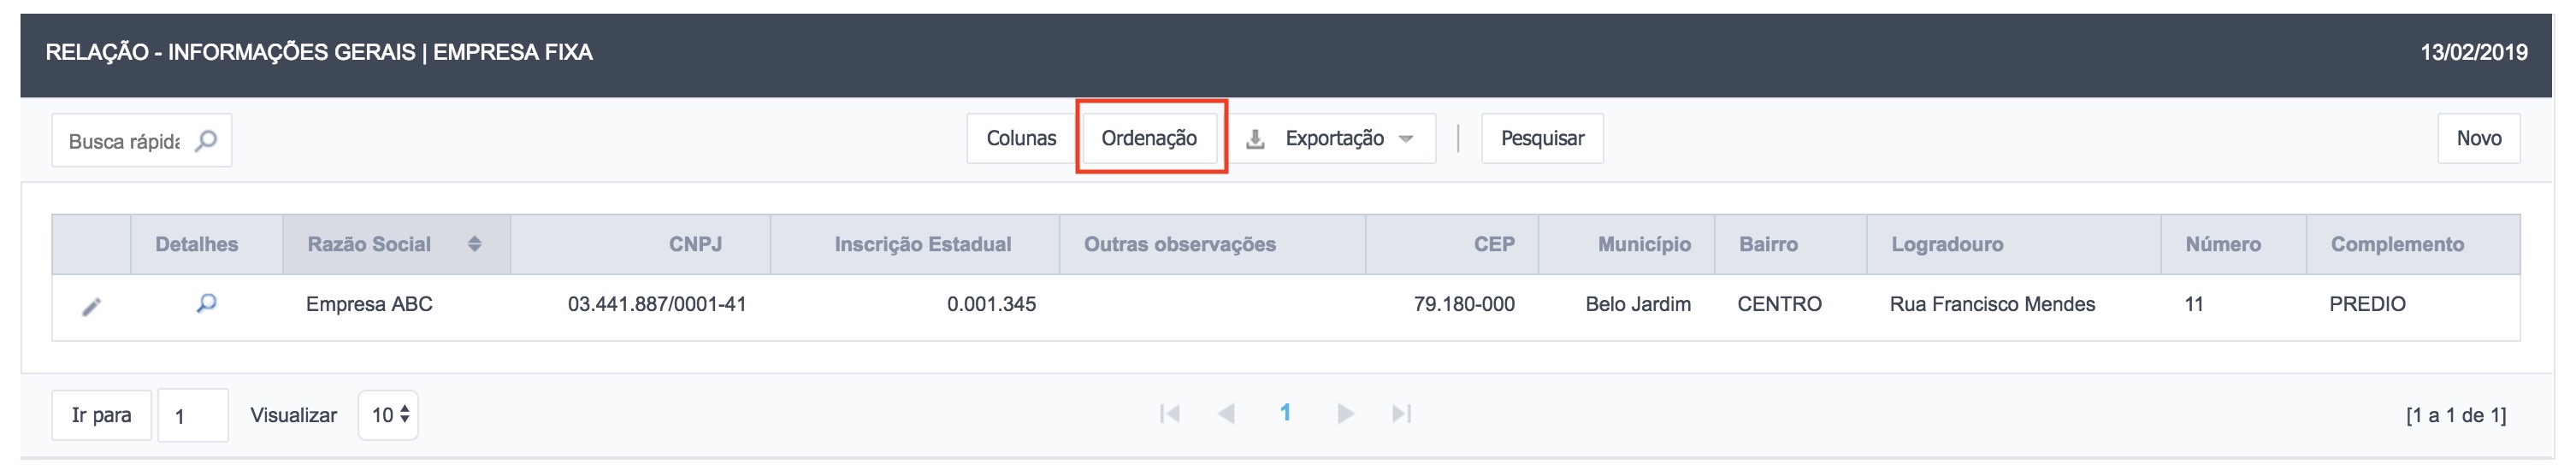 RELAÇÃO - INFORMAÇÕES GERAIS | EMPRESA FIXA 13/02/2019
Busca rápida Colunas Ordenação Exportação | Pesquisar Novo
Detalhes Razão Social CNPJ Inscrição Estadual Outras observações CEP Município Bairro Logradouro Número Complemento
Empresa ABC 03.441.887/0001-41 0.001.345 79.180-000 Belo Jardim CENTRO Rua Francisco Mendes 11 PREDIO
Ir para 1 Visualizar 10 1 [1 a 1 de 1]